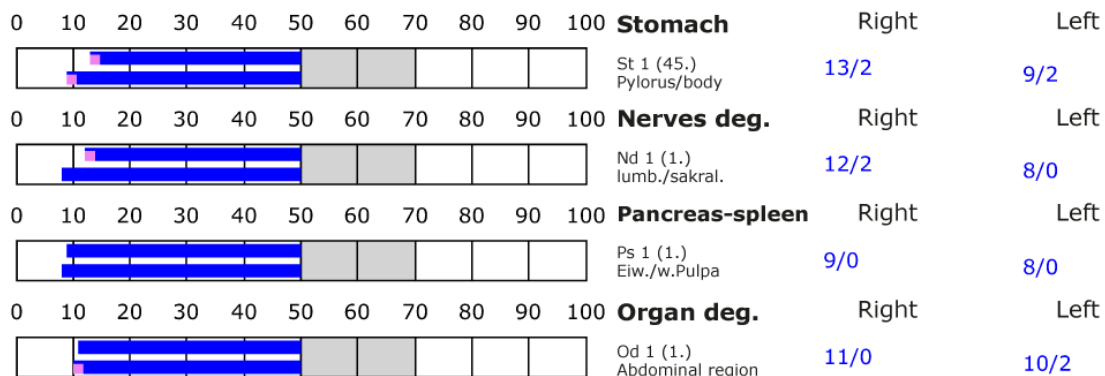 0 10 20 30 40 50 60 70 80 90 100 Stomach Right Left
St 1 (45.) 13/2 9/2
Pylorus/body
0 10 20 30 40 50 60 70 80 90 100 Nerves deg. Right Left
Nd 1 (1.) 12/2 8/0
lumb./sakral.
0 10 20 30 40 50 60 70 80 90 100 Pancreas-spleen Right Left
Ps 1 (1.) 9/0 8/0
Eiw./w.Pulpa
0 10 20 30 40 50 60 70 80 90 100 Organ deg. Right Left
Od 1 (1.) 11/0 10/2
Abdominal region